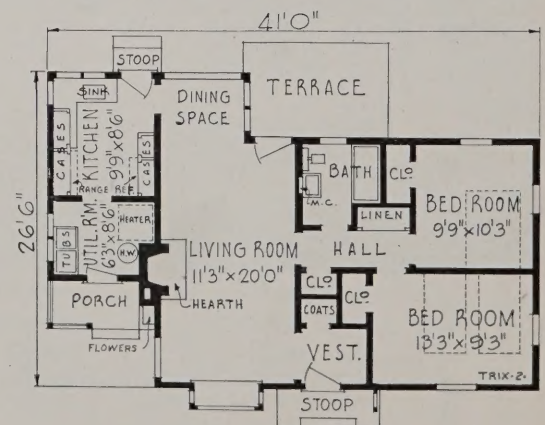 41'0"
STOOP
TERRACE
SINK
DINING
SPACE
CASES
KITCHEN
9'9"x8'6"
CASES
RANGE REF.
BATH
CLO.
M.C.
LINEN
BED ROOM
9'9"x10'3"
26'6"
UTIL. R'M.
6'3"x8'6"
HEATER
H.W.
TUBS
LIVING ROOM
11'3"x20'0"
HALL
HEARTH
PORCH
CLO.
CLO.
COATS
BED ROOM
13'3"x9'3"
FLOWERS
VEST.
TRIX-2-
STOOP